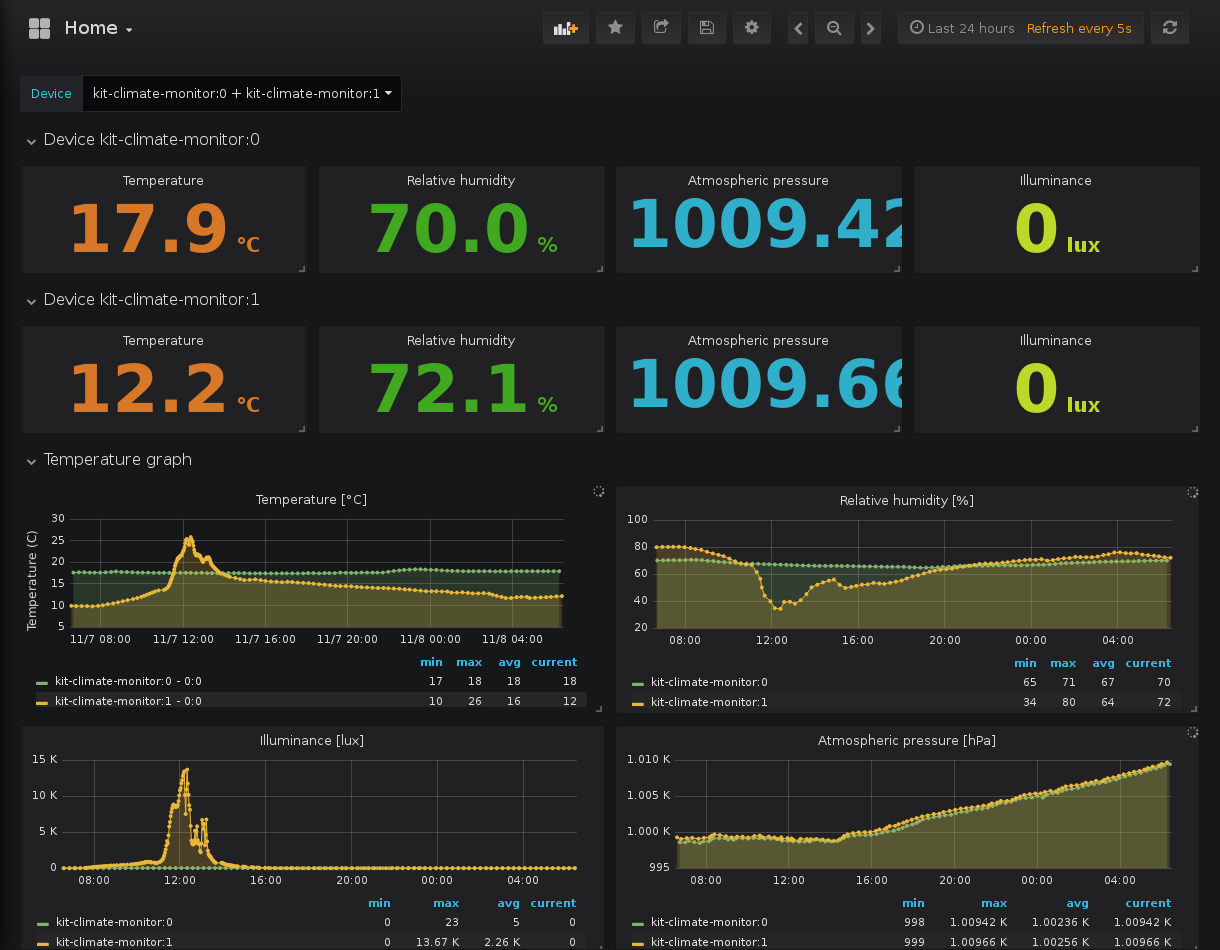 Home
Last 24 hours Refresh every 5s
Device kit-climate-monitor:0 + kit-climate-monitor:1
Device kit-climate-monitor:0
Temperature Relative humidity Atmospheric pressure Illuminance
17.9 °C 70.0 % 1009.42 0 lux
Device kit-climate-monitor:1
Temperature Relative humidity Atmospheric pressure Illuminance
12.2 °C 72.1 % 1009.66 0 lux
Temperature graph
Temperature [°C]
Temperature (C)
30
25
20
15
10
5
11/7 08:00 11/7 12:00 11/7 16:00 11/7 20:00 11/8 00:00 11/8 04:00
min max avg current
kit-climate-monitor:0 - 0:0 17 18 18 18
kit-climate-monitor:1 - 0:0 10 26 16 12
Relative humidity [%]
100
80
60
40
20
08:00 12:00 16:00 20:00 00:00 04:00
min max avg current
kit-climate-monitor:0 65 71 67 70
kit-climate-monitor:1 34 80 64 72
Illuminance [lux]
15 K
10 K
5 K
0
08:00 12:00 16:00 20:00 00:00 04:00
min max avg current
kit-climate-monitor:0 0 23 5 0
kit-climate-monitor:1 0 13.67 K 2.26 K 0
Atmospheric pressure [hPa]
1.010 K
1.005 K
1.000 K
995
08:00 12:00 16:00 20:00 00:00 04:00
min max avg current
kit-climate-monitor:0 998 1.00942 K 1.00236 K 1.00942 K
kit-climate-monitor:1 999 1.00966 K 1.00256 K 1.00966 K